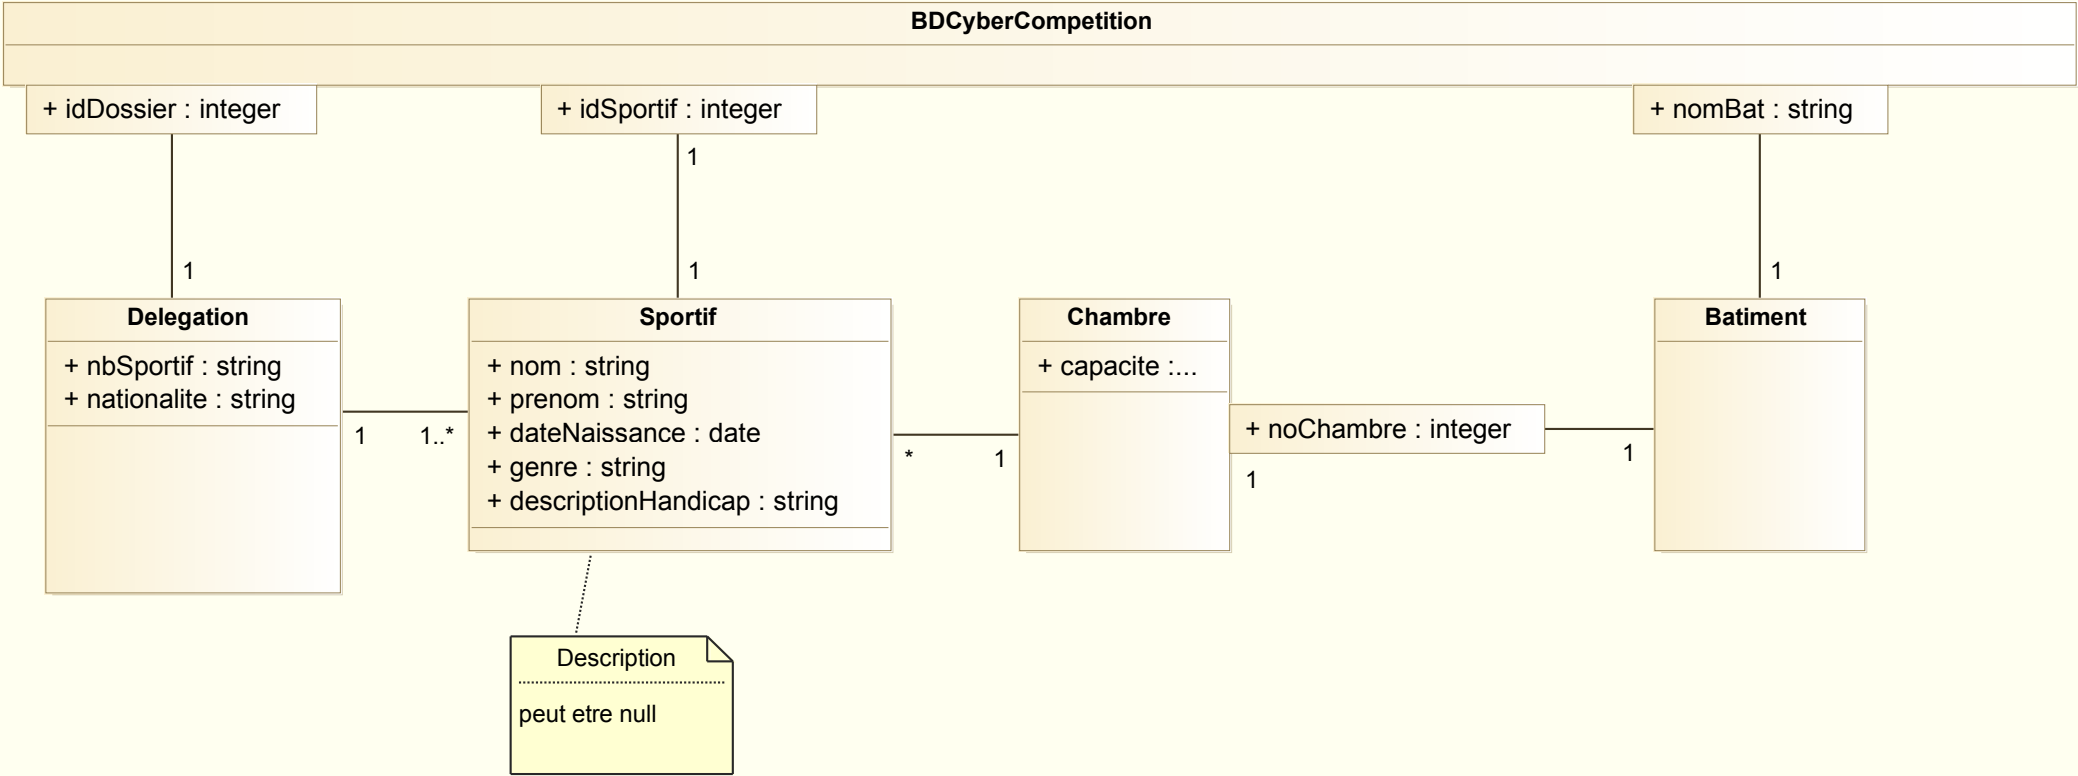 BDCyberCompetition
+ idDossier : integer
+ idSportif : integer
+ nomBat : string
1
1
1
1
Delegation
+ nbSportif : string
+ nationalite : string
1
1..*
Sportif
+ nom : string
+ prenom : string
+ dateNaissance : date
+ genre : string
+ descriptionHandicap : string
*
1
Chambre
+ capacite :...
+ noChambre : integer
1
1
Batiment
Description
peut etre null